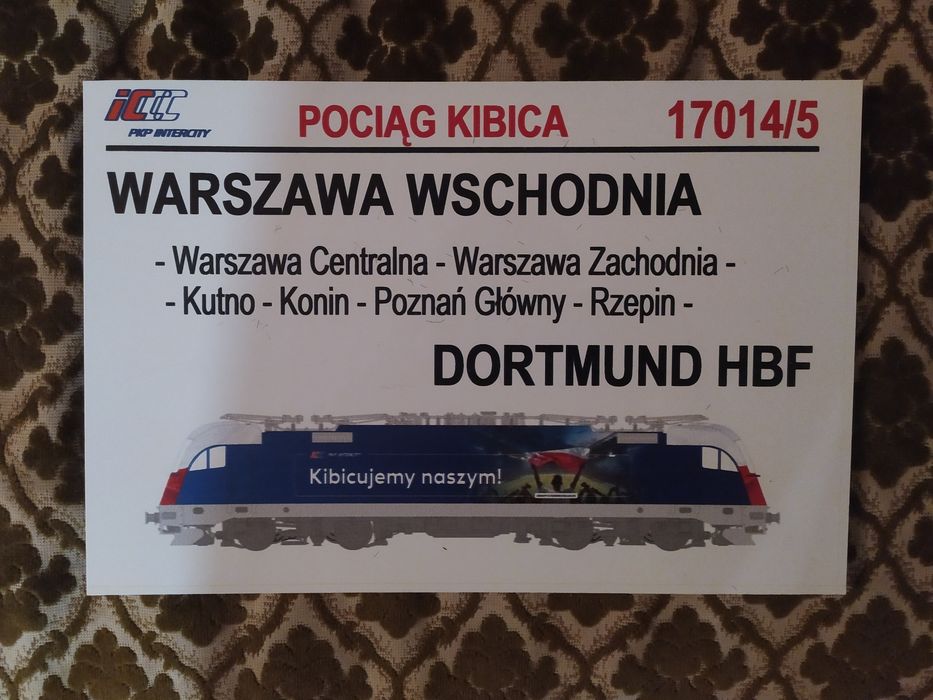 iCCC
PKP INTERCITY
POCIĄG KIBICA
17014/5
WARSZAWA WSCHODNIA
- Warszawa Centralna - Warszawa Zachodnia -
- Kutno - Konin - Poznań Główny - Rzepin -
DORTMUND HBF
Kibicujemy naszym!